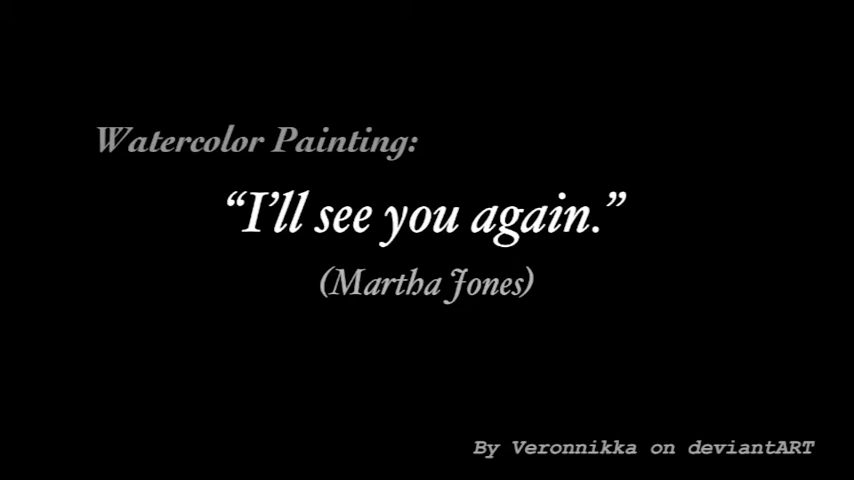 Watercolor Painting:
“I’ll see you again.”
(Martha Jones)
By Veronnikka on deviantART